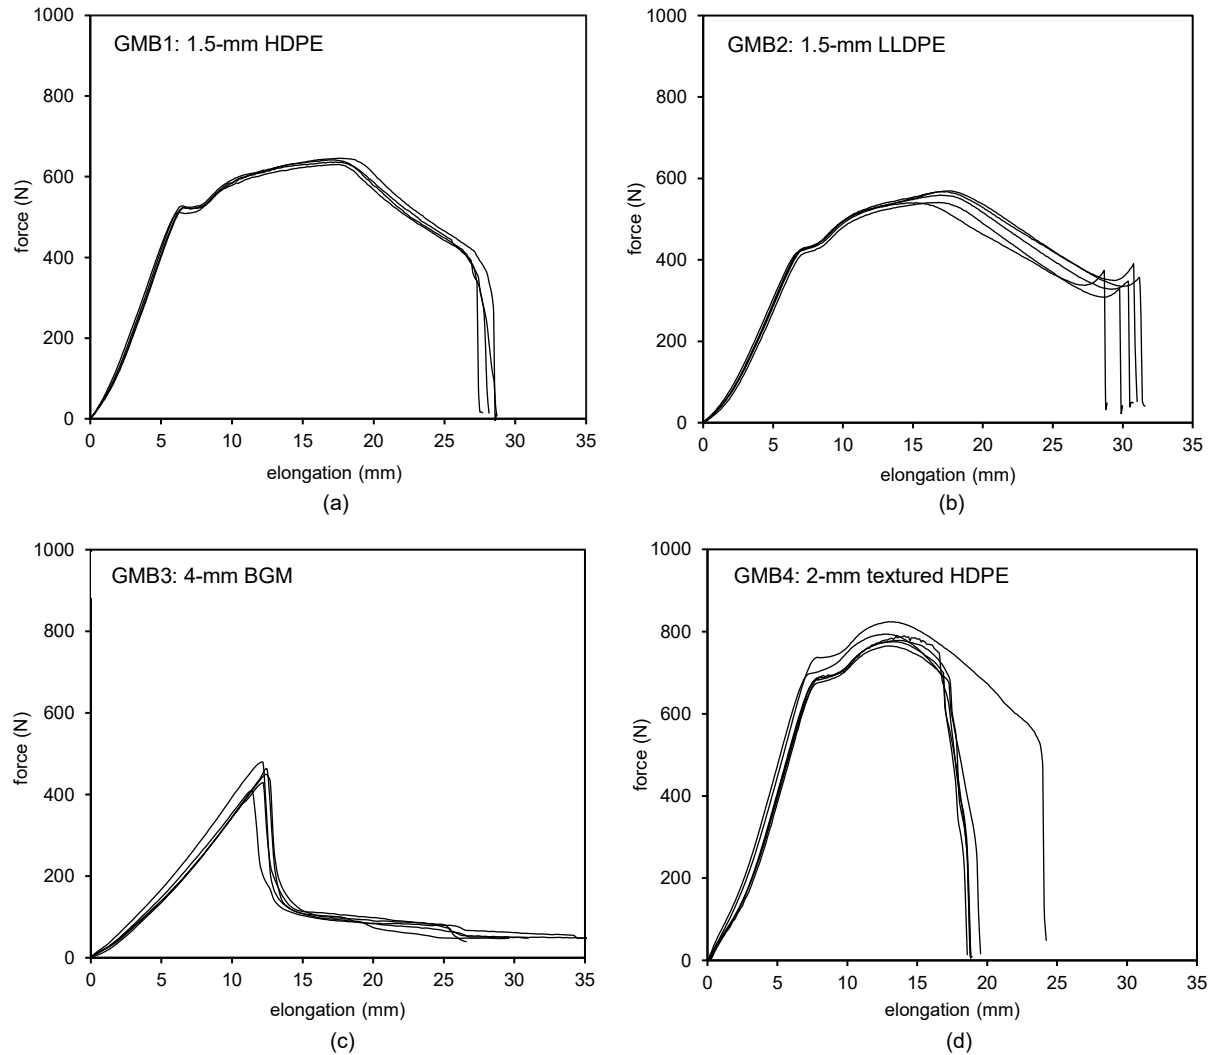 GMB1: 1.5-mm HDPE
1000
800
600
400
200
0
force (N)
0 5 10 15 20 25 30 35
elongation (mm)
(a)
GMB2: 1.5-mm LLDPE
1000
800
600
400
200
0
force (N)
0 5 10 15 20 25 30 35
elongation (mm)
(b)
GMB3: 4-mm BGM
1000
800
600
400
200
0
force (N)
0 5 10 15 20 25 30 35
elongation (mm)
(c)
GMB4: 2-mm textured HDPE
1000
800
600
400
200
0
force (N)
0 5 10 15 20 25 30 35
elongation (mm)
(d)